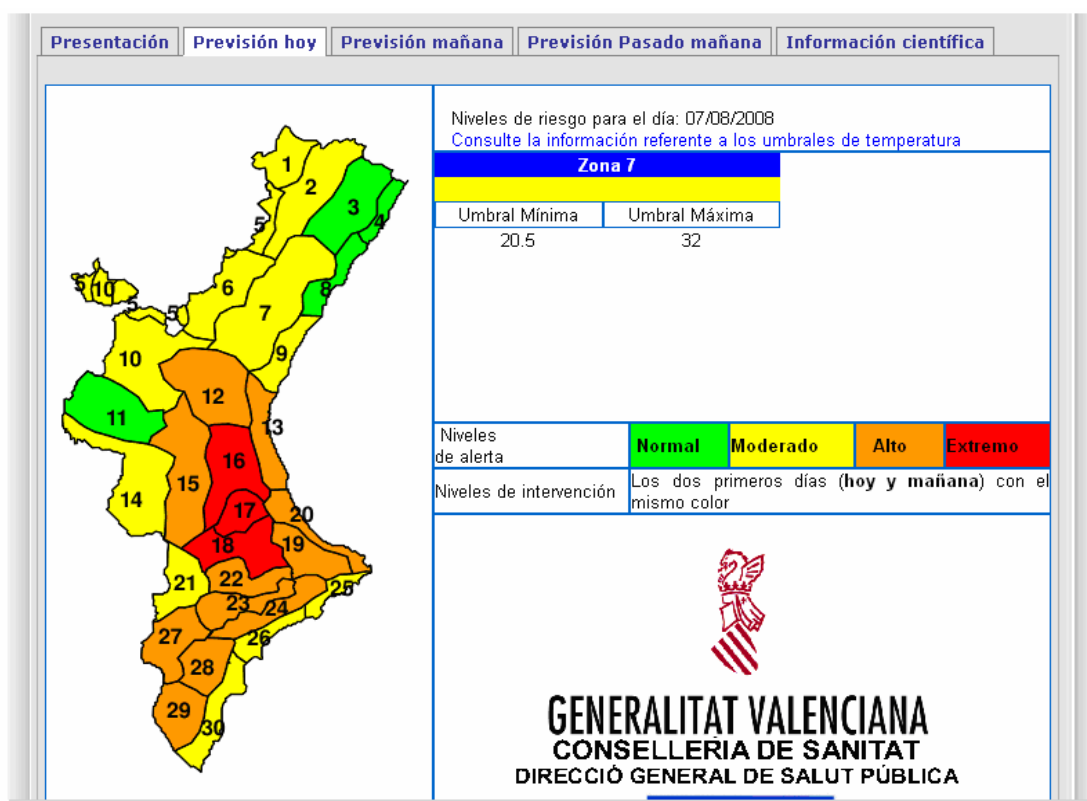 Presentación
Previsión hoy
Previsión mañana
Previsión Pasado mañana
Información científica
1
2
3
4
5
5
10
5
5
6
7
8
9
10
11
12
13
14
15
16
17
18
19
20
21
22
23
24
25
26
27
28
29
30
Niveles de riesgo para el día: 07/08/2008
Consulte la información referente a los umbrales de temperatura
Zona 7
Umbral Mínima Umbral Máxima
20.5 32
Niveles
de alerta
Normal Moderado Alto Extremo
Niveles de intervención
Los dos primeros días (hoy y mañana) con el
mismo color
GENERALITAT VALENCIANA
CONSELLERIA DE SANITAT
DIRECCIÓ GENERAL DE SALUT PÚBLICA